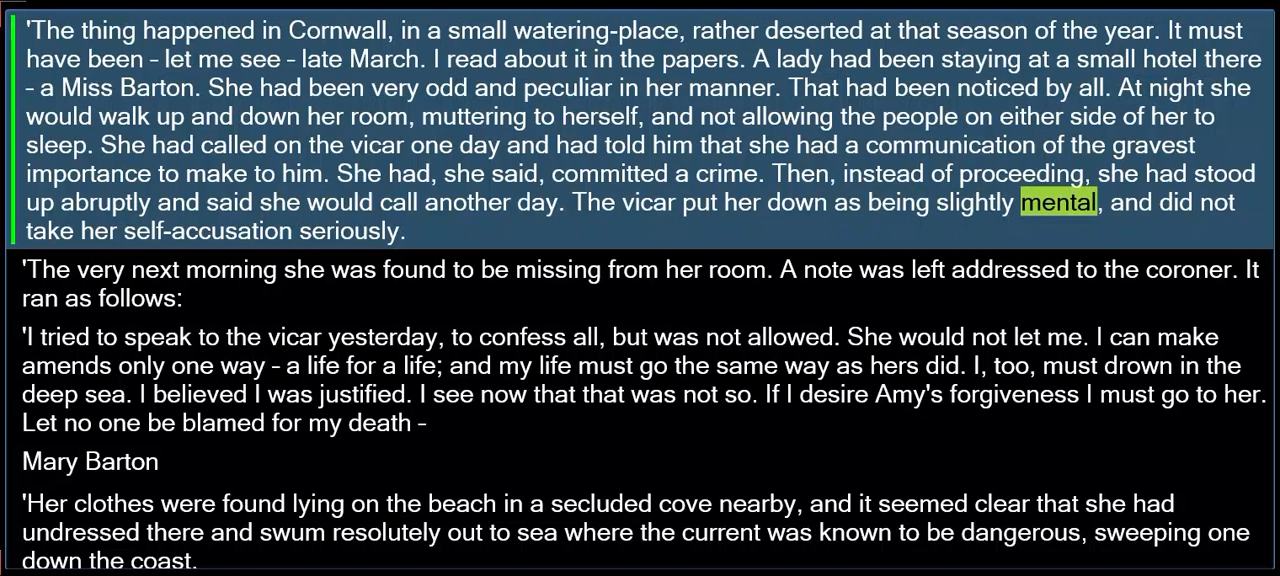 'The thing happened in Cornwall, in a small watering-place, rather deserted at that season of the year. It must
have been – let me see – late March. I read about it in the papers. A lady had been staying at a small hotel there
– a Miss Barton. She had been very odd and peculiar in her manner. That had been noticed by all. At night she
would walk up and down her room, muttering to herself, and not allowing the people on either side of her to
sleep. She had called on the vicar one day and had told him that she had a communication of the gravest
importance to make to him. She had, she said, committed a crime. Then, instead of proceeding, she had stood
up abruptly and said she would call another day. The vicar put her down as being slightly mental, and did not
take her self-accusation seriously.
'The very next morning she was found to be missing from her room. A note was left addressed to the coroner. It
ran as follows:
'I tried to speak to the vicar yesterday, to confess all, but was not allowed. She would not let me. I can make
amends only one way – a life for a life; and my life must go the same way as hers did. I, too, must drown in the
deep sea. I believed I was justified. I see now that that was not so. If I desire Amy's forgiveness I must go to her.
Let no one be blamed for my death –
Mary Barton
'Her clothes were found lying on the beach in a secluded cove nearby, and it seemed clear that she had
undressed there and swum resolutely out to sea where the current was known to be dangerous, sweeping one
down the coast.